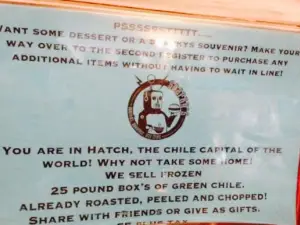 PSSSSSSTTTT....
WANT SOME DESSERT OR A SOUVENIR? MAKE YOUR
WAY OVER TO THE SECOND REGISTER TO PURCHASE ANY
ADDITIONAL ITEMS WITHOUT HAVING TO WAIT IN LINE!
YOU ARE IN HATCH, THE CHILE CAPITAL OF THE
WORLD! WHY NOT TAKE SOME HOME!
WE SELL FROZEN
25 POUND BOX'S OF GREEN CHILE.
ALREADY ROASTED, PEELED AND CHOPPED!
SHARE WITH FRIENDS OR GIVE AS GIFTS.
PLUS TAX